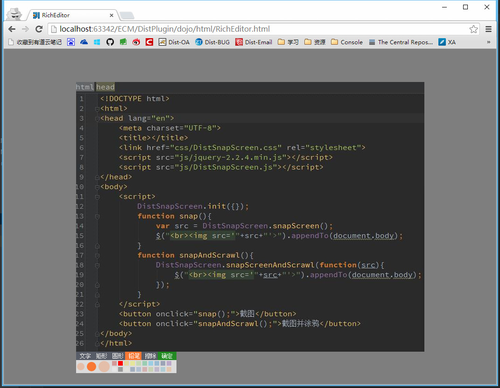 RichEditor
localhost:63342/ECM/DistPlugin/dojo/html/RichEditor.html
收藏到有道云笔记 Dist-OA Dist-BUG Dist-Email 学习 资源 Console The Central Repos... XA
html head
1 <!DOCTYPE html>
2 <html>
3 <head lang="en">
4 <meta charset="UTF-8">
5 <title></title>
6 <link href="css/DistSnapScreen.css" rel="stylesheet">
7 <script src="js/jquery-2.2.4.min.js"></script>
8 <script src="js/DistSnapScreen.js"></script>
9 </head>
10 <body>
11 <script>
12 DistSnapScreen.init({});
13 function snap(){
14 var src = DistSnapScreen.snapScreen();
15 $("<br><img src='"+src+"'>").appendTo(document.body);
16 }
17 function snapAndScrawl(){
18 DistSnapScreen.snapScreenAndScrawl(function(src){
19 $("<br><img src='"+src+"'>").appendTo(document.body);
20 });
21 }
22 </script>
23 <button onclick="snap();">截图</button>
24 <button onclick="snapAndScrawl();">截图并涂鸦</button>
25 </body>
26 </html>
文字 矩形 圆形 铅笔 擦除 确定